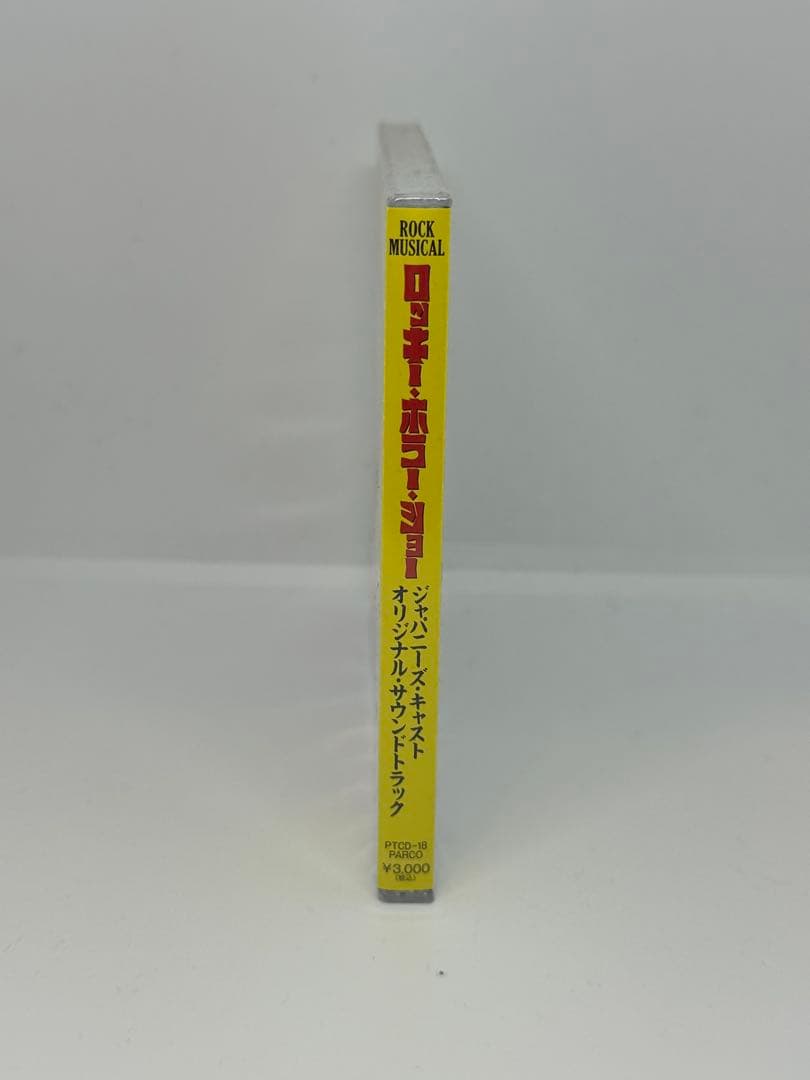 ROCK
MUSICAL
ロッキー・ホラー・ショー
ジャパニーズ・キャスト
オリジナル・サウンドトラック
PTCD-18
PARCO
¥3,000
(税込)